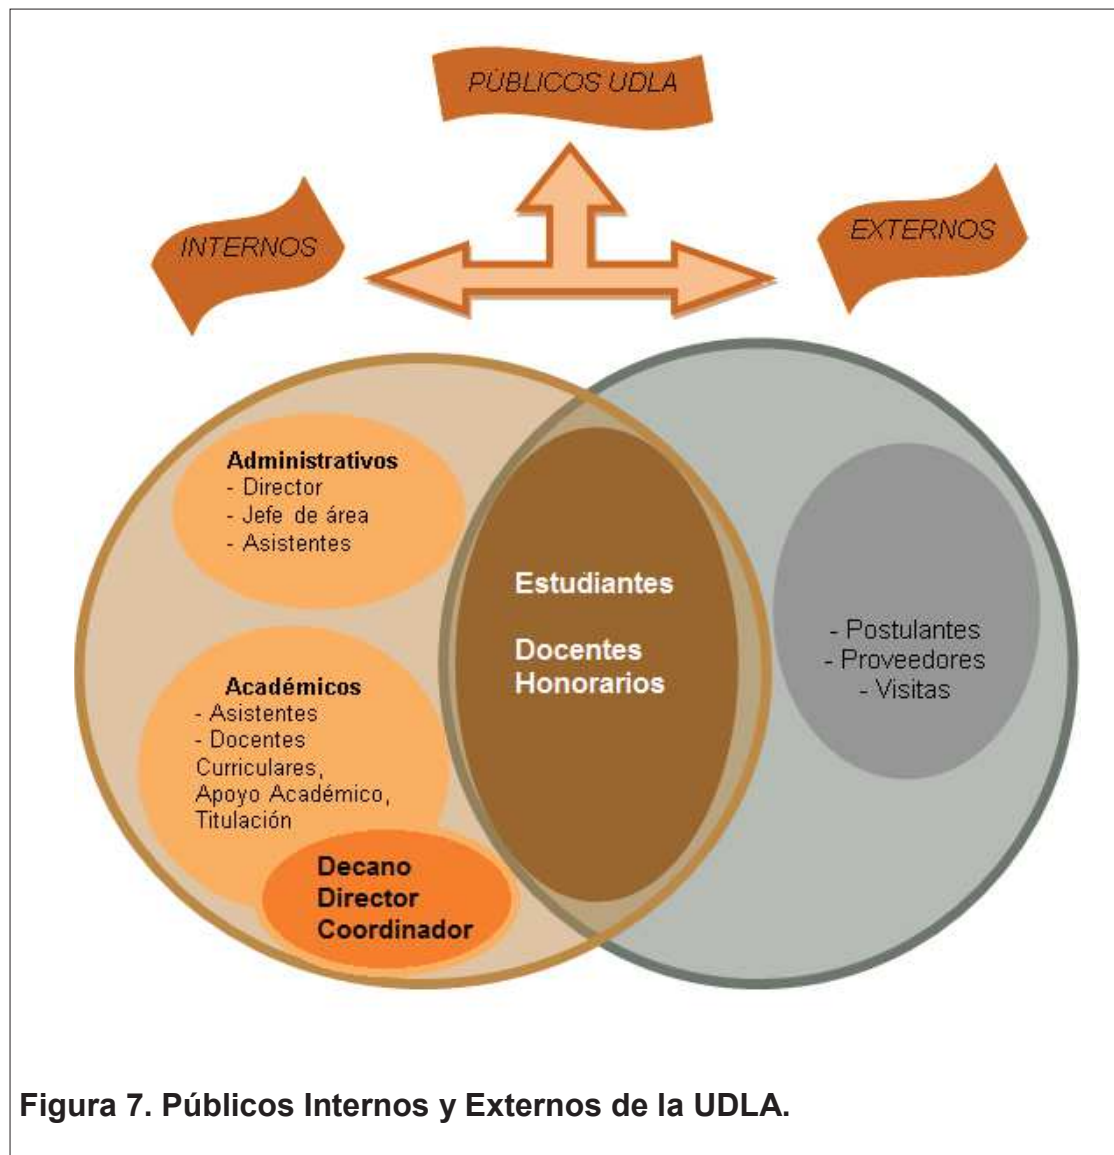 PÚBLICOS UDLA
INTERNOS
EXTERNOS
Administrativos
- Director
- Jefe de área
- Asistentes
Académicos
- Asistentes
- Docentes
Curriculares,
Apoyo Académico,
Titulación
Decano
Director
Coordinador
Estudiantes
Docentes
Honorarios
- Postulantes
- Proveedores
- Visitas
Figura 7. Públicos Internos y Externos de la UDLA.